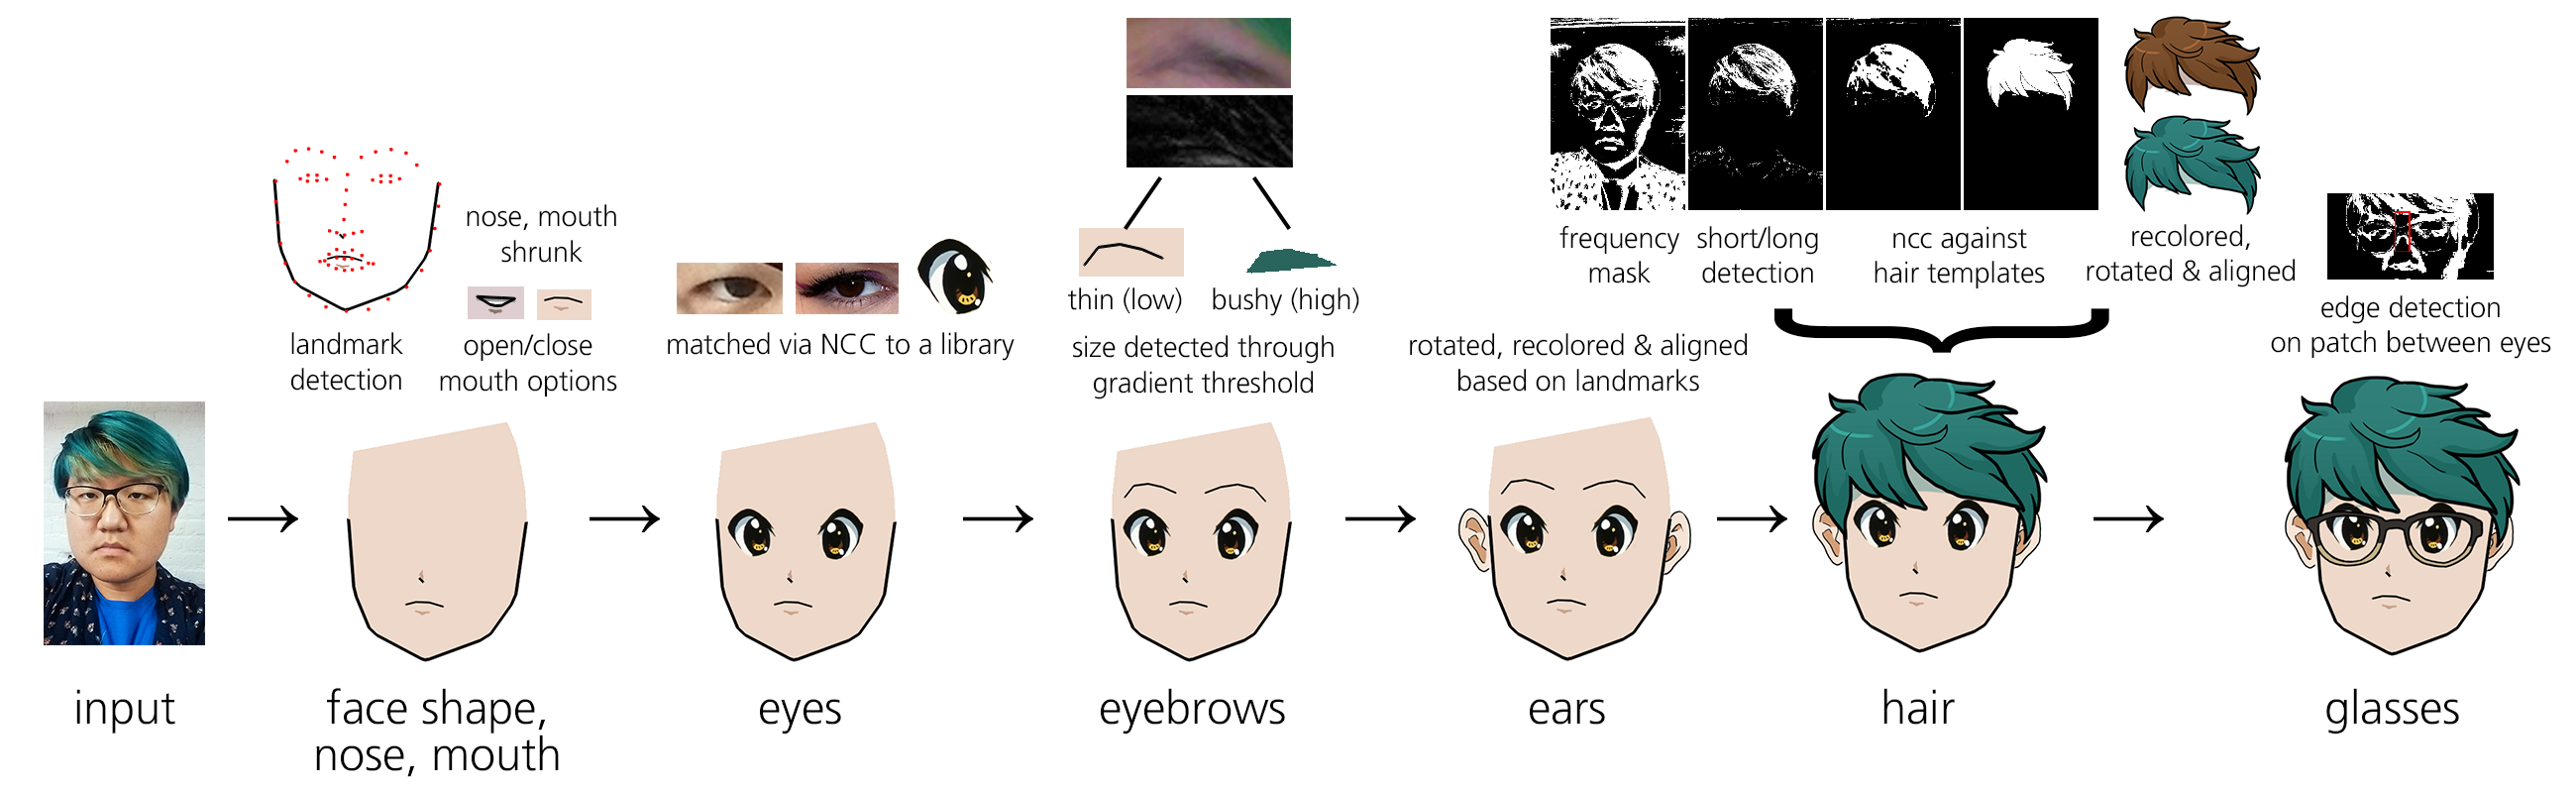 landmark
detection
nose, mouth
shrunk
open/close
mouth options
matched via NCC to a library
thin (low)
bushy (high)
size detected through
gradient threshold
rotated, recolored & aligned
based on landmarks
frequency
mask
short/long
detection
ncc against
hair templates
recolored,
rotated & aligned
edge detection
on patch between eyes
input
face shape,
nose, mouth
eyes
eyebrows
ears
hair
glasses